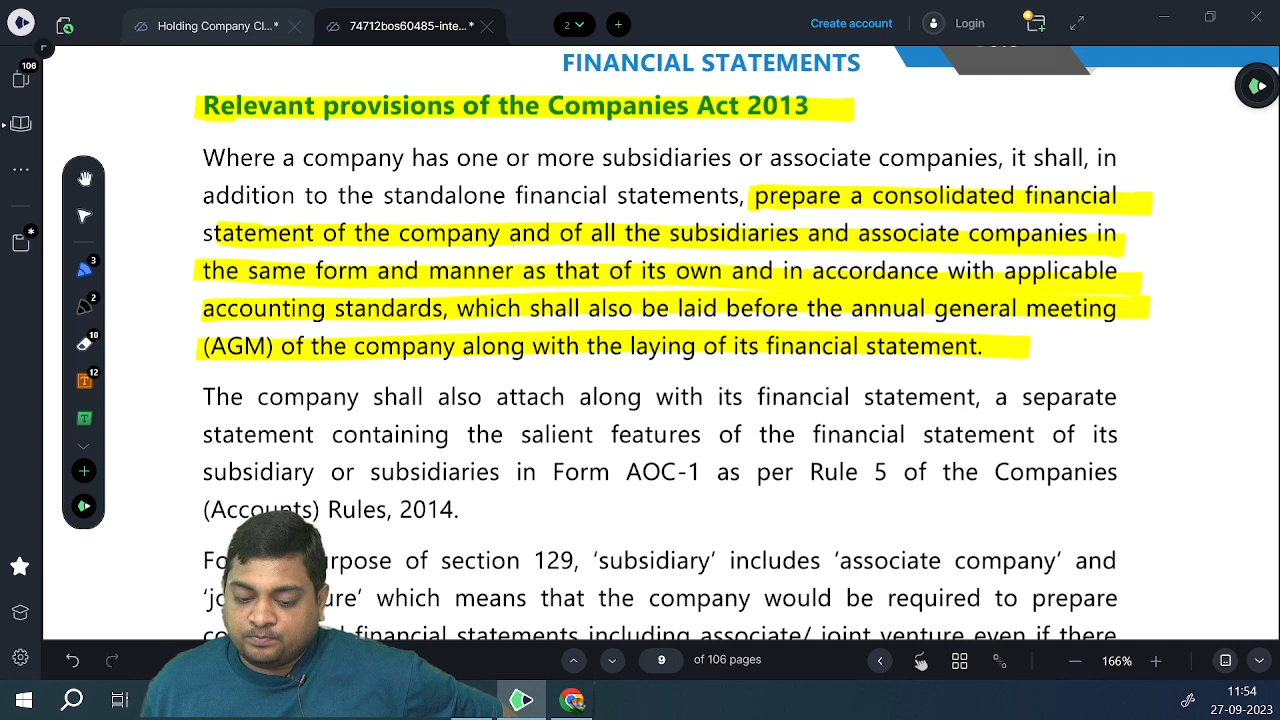 Holding Company Cl...*
74712bos60485-inte...*
2
Create account
Login
106
FINANCIAL STATEMENTS
Relevant provisions of the Companies Act 2013
Where a company has one or more subsidiaries or associate companies, it shall, in
addition to the standalone financial statements, prepare a consolidated financial
statement of the company and of all the subsidiaries and associate companies in
the same form and manner as that of its own and in accordance with applicable
accounting standards, which shall also be laid before the annual general meeting
(AGM) of the company along with the laying of its financial statement.
The company shall also attach along with its financial statement, a separate
statement containing the salient features of the financial statement of its
subsidiary or subsidiaries in Form AOC-1 as per Rule 5 of the Companies
(Accounts) Rules, 2014.
of section 129, ‘subsidiary’ includes ‘associate company’ and
which means that the company would be required to prepare
financial statements including associate/ joint venture even if there
3
2
10
12
T
T
9 of 106 pages
166%
11:54
27-09-2023